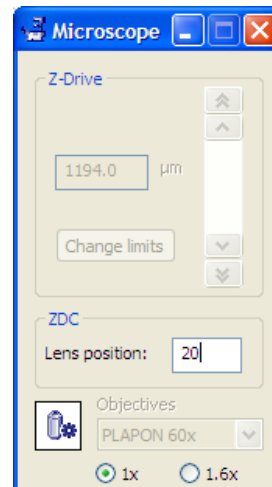 Microscope
Z-Drive
1194.0 µm
Change limits
ZDC
Lens position: 20
Objectives
PLAPON 60x
1x 1.6x